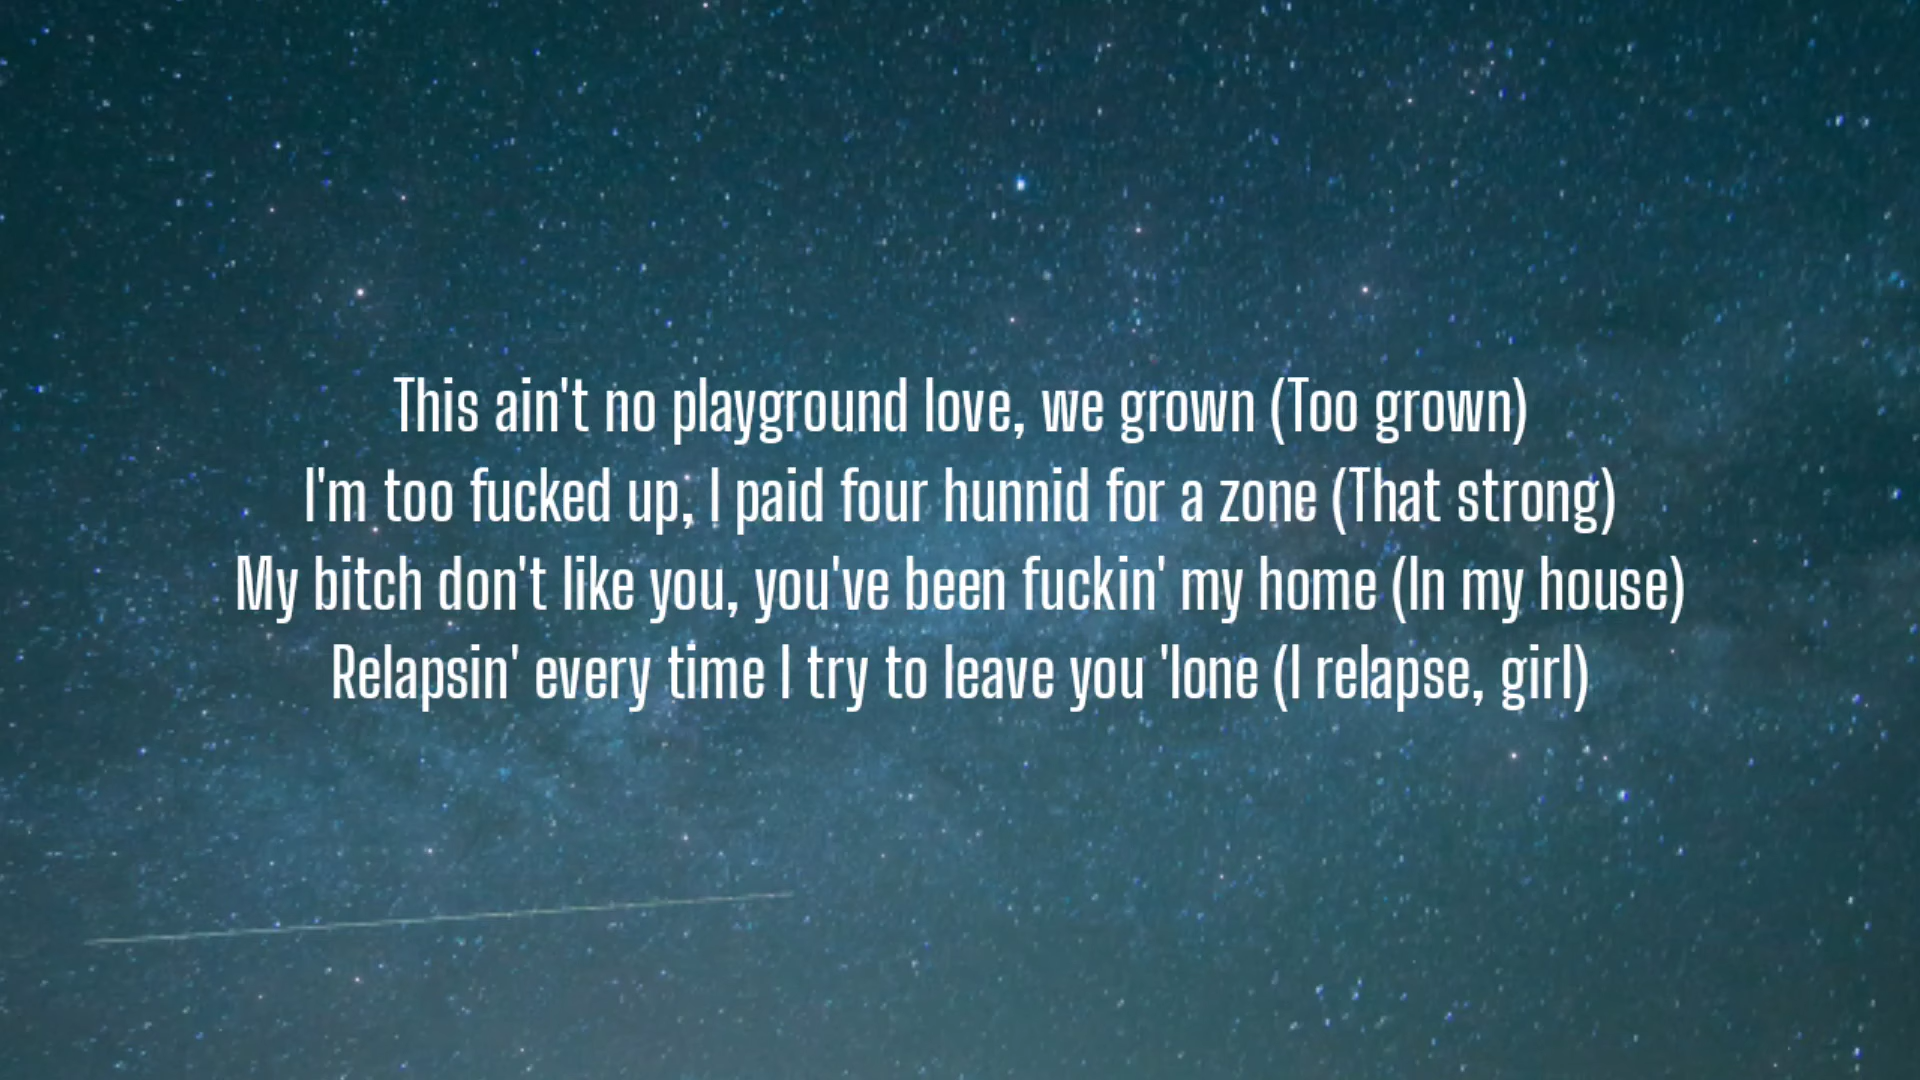 This ain't no playground love, we grown (Too grown)
I'm too fucked up, I paid four hunnid for a zone (That strong)
My bitch don't like you, you've been fuckin' my home (In my house)
Relapsin' every time I try to leave you 'lone (I relapse, girl)